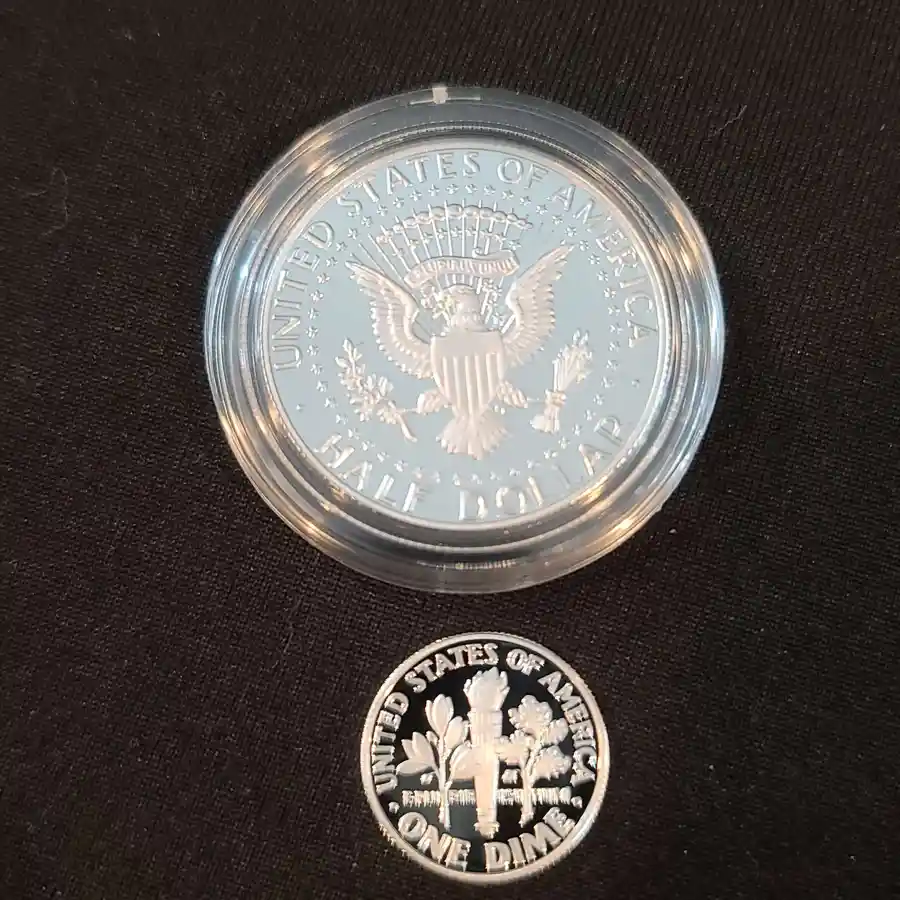 UNITED STATES OF AMERICA
HALF DOLLAR
UNITED STATES OF AMERICA
ONE DIME